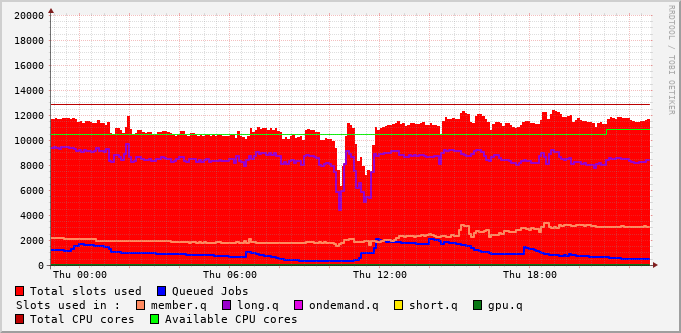 20000
18000
16000
14000
12000
10000
8000
6000
4000
2000
0
Thu 00:00 Thu 06:00 Thu 12:00 Thu 18:00
RRDTOOL / TOBI OETIKER
Total slots used Queued Jobs
Slots used in : member.q long.q ondemand.q short.q gpu.q
Total CPU cores Available CPU cores